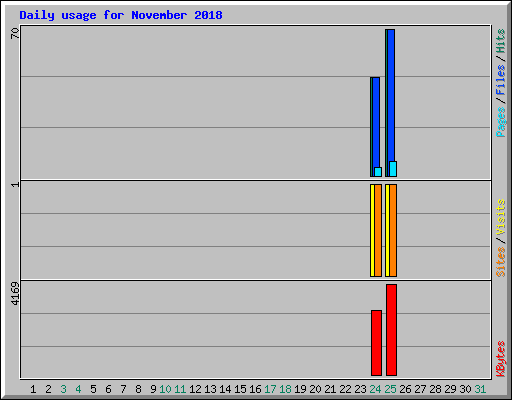 Daily usage for November 2018
70
Pages / Files / Hits
1
Sites / Visits
4169
KBytes
1 2 3 4 5 6 7 8 9 10 11 12 13 14 15 16 17 18 19 20 21 22 23 24 25 26 27 28 29 30 31